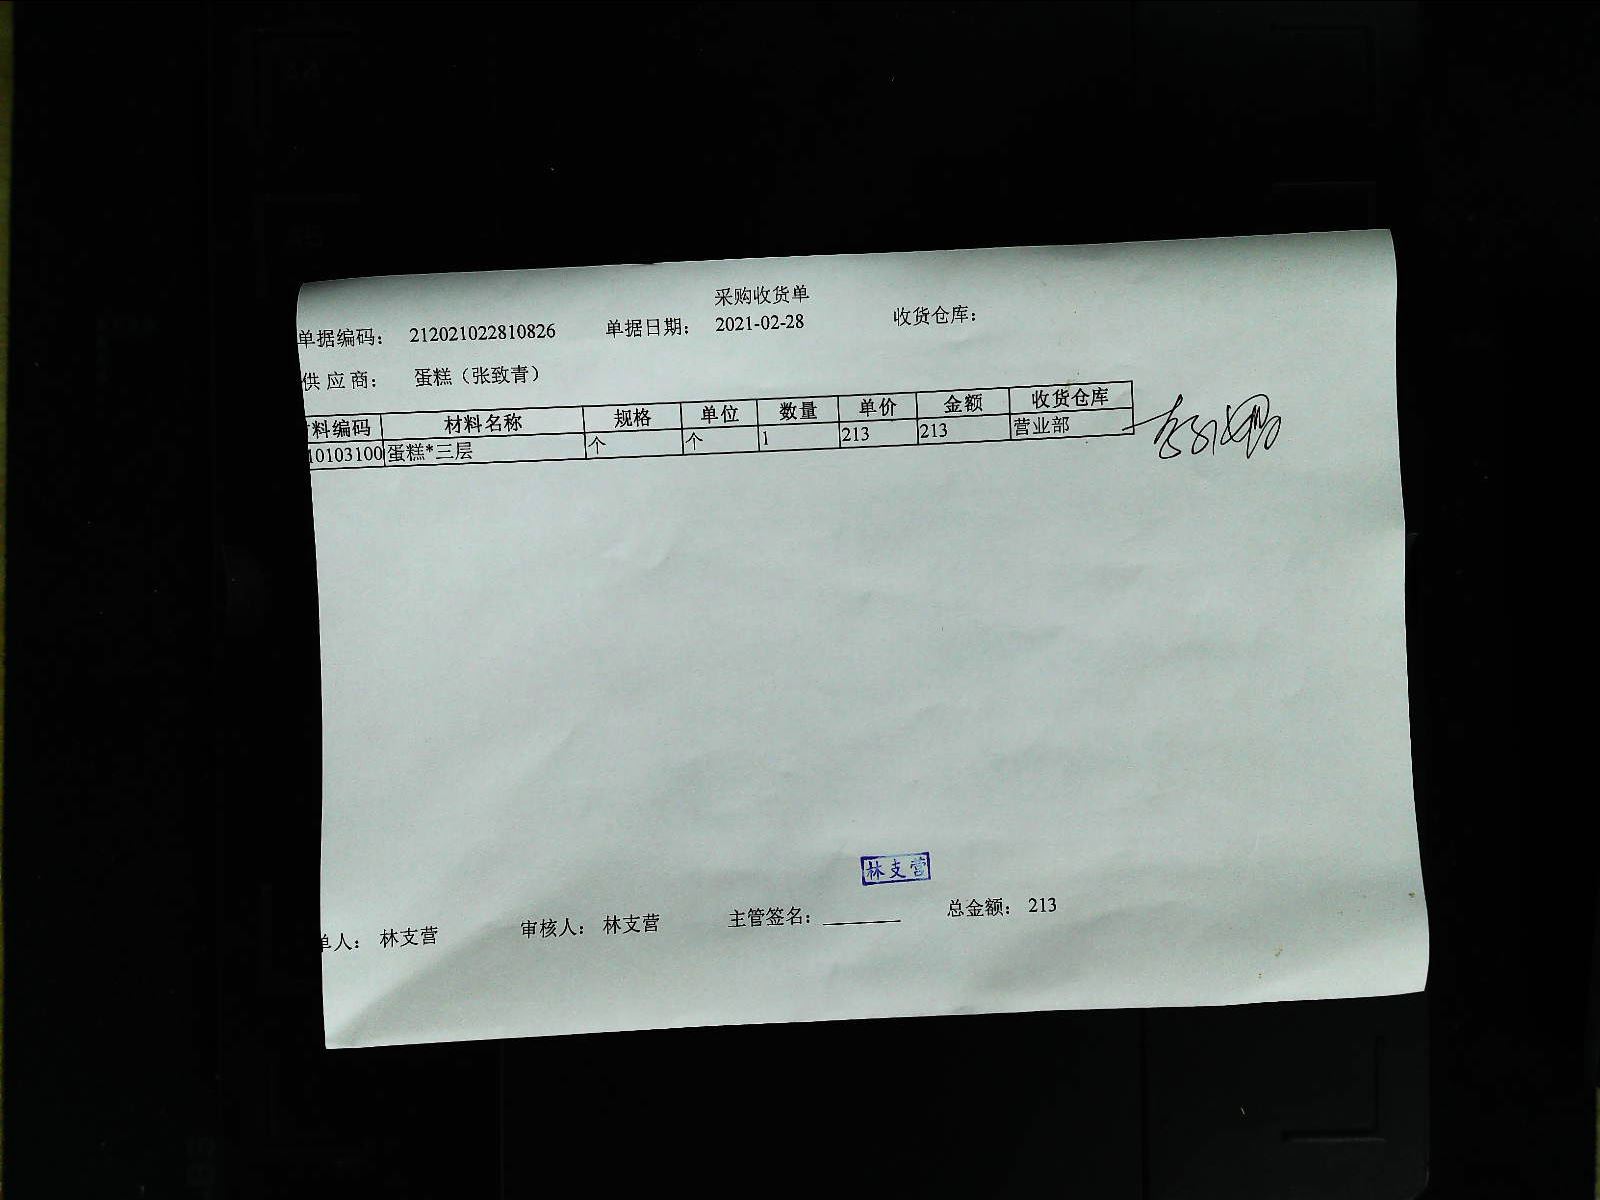 采购收货单
单据编码： 212021022810826 单据日期： 2021-02-28 收货仓库：
供应商： 蛋糕（张致青）
料编码 材料名称 规格 单位 数量 单价 金额 收货仓库
10103100 蛋糕*三层 个 个 1 213 213 营业部
林支营
单人： 林支营 审核人： 林支营 主管签名： 总金额： 213